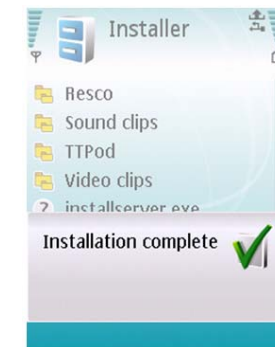 Installer
Resco
Sound clips
TTPod
Video clips
installserver.exe
Installation complete